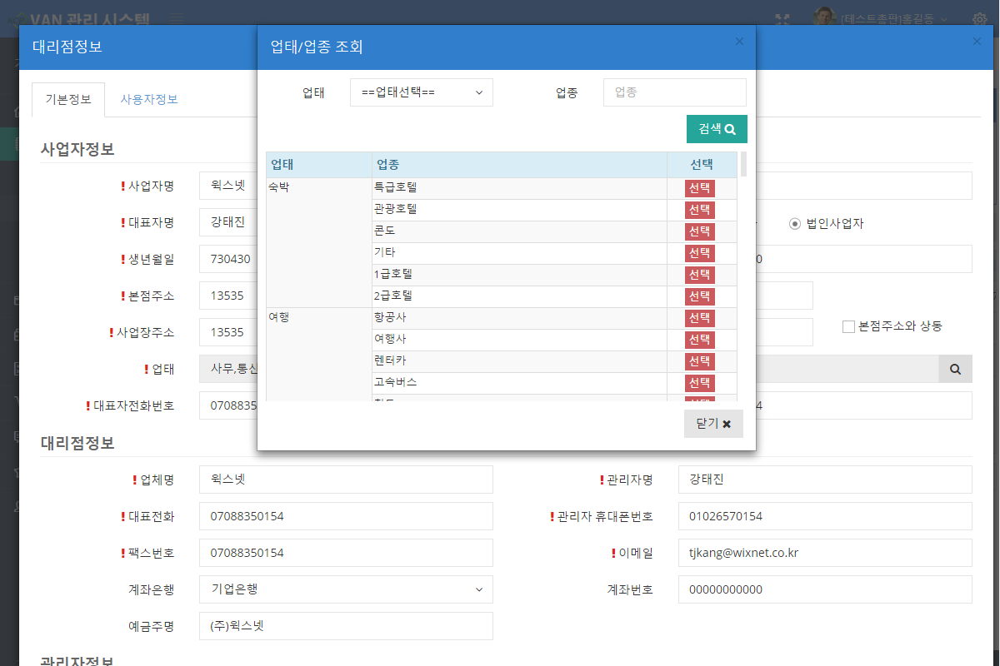 VAN 관리 시스템
[테스트총판]홍길동
대리점정보
×
업태/업종 조회
×
기본정보
사용자정보
업태
==업태선택==
업종
업종
검색
사업자정보
업태
업종
선택
숙박
특급호텔
선택
관광호텔
선택
콘도
선택
기타
선택
1급호텔
선택
2급호텔
선택
여행
항공사
선택
여행사
선택
렌터카
선택
고속버스
선택
선택
닫기
! 사업자명
윅스넷
! 대표자명
강태진
법인사업자
! 생년월일
730430
0
! 본점주소
13535
! 사업장주소
13535
본점주소와 상동
! 업태
사무,통신
! 대표자전화번호
0708835
4
대리점정보
! 업체명
윅스넷
! 관리자명
강태진
! 대표전화
07088350154
! 관리자 휴대폰번호
01026570154
! 팩스번호
07088350154
! 이메일
tjkang@wixnet.co.kr
계좌은행
기업은행
계좌번호
00000000000
예금주명
(주)윅스넷
관리자정보